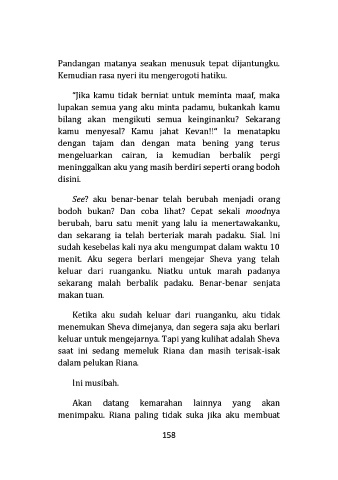 Pandangan matanya seakan menusuk tepat dijantungku.
Kemudian rasa nyeri itu mengerogoti hatiku.
"Jika kamu tidak berniat untuk meminta maaf, maka
lupakan semua yang aku minta padamu, bukankah kamu
bilang akan mengikuti semua keinginanku? Sekarang
kamu menyesal? Kamu jahat Kevan!!" Ia menatapku
dengan tajam dan dengan mata bening yang terus
mengeluarkan cairan, ia kemudian berbalik pergi
meninggalkan aku yang masih berdiri seperti orang bodoh
disini.
See? aku benar-benar telah berubah menjadi orang
bodoh bukan? Dan coba lihat? Cepat sekali moodnya
berubah, baru satu menit yang lalu ia menertawakanku,
dan sekarang ia telah berteriak marah padaku. Sial. Ini
sudah kesebelas kali nya aku mengumpat dalam waktu 10
menit. Aku segera berlari mengejar Sheva yang telah
keluar dari ruanganku. Niatku untuk marah padanya
sekarang malah berbalik padaku. Benar-benar senjata
makan tuan.
Ketika aku sudah keluar dari ruanganku, aku tidak
menemukan Sheva dimejanya, dan segera saja aku berlari
keluar untuk mengejarnya. Tapi yang kulihat adalah Sheva
saat ini sedang memeluk Riana dan masih terisak-isak
dalam pelukan Riana.
Ini musibah.
Akan datang kemarahan lainnya yang akan
menimpaku. Riana paling tidak suka jika aku membuat
158